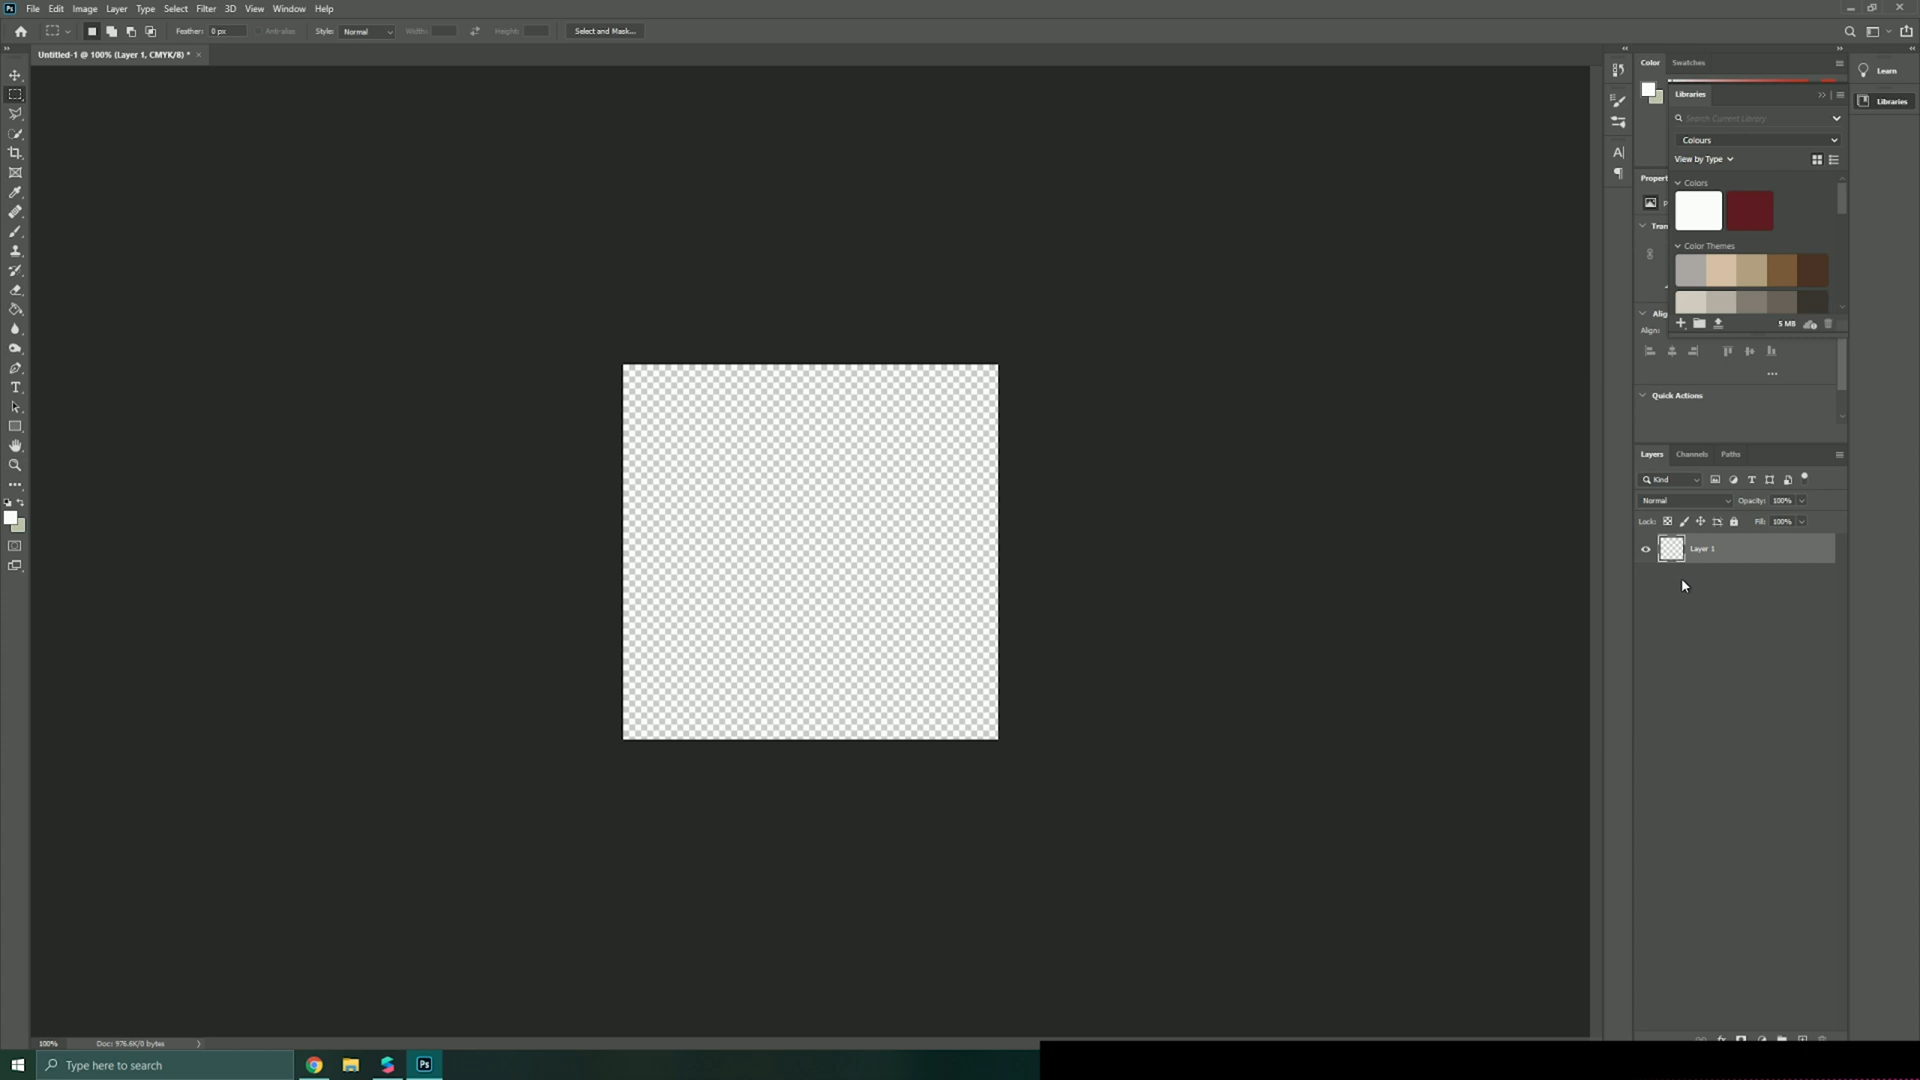 Ps File Edit Image Layer Type Select Filter 3D View Window Help
Feather: 0 px Anti-alias Style: Normal Width: Height: Select and Mask...
Untitled-1 @ 100% (Layer 1, CMYK/8) * ×
Color Swatches
Learn
Libraries
Libraries
Search Current Library
Colours
View by Type
Propert
Colors
Tran
Color Themes
Alig
5 MB
Align:
Quick Actions
Layers Channels Paths
Kind
Normal Opacity: 100%
Lock: Fill: 100%
Layer 1
100% Doc: 976.6K/0 bytes
Type here to search Ps